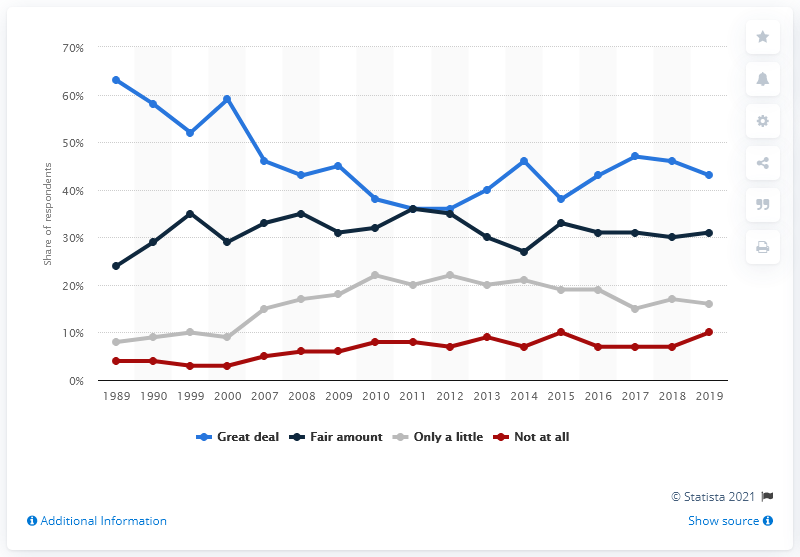 70%
60%
50%
40%
30%
20%
10%
0%
Share of respondents
1989 1990 1999 2000 2007 2008 2009 2010 2011 2012 2013 2014 2015 2016 2017 2018 2019
Great deal Fair amount Only a little Not at all
© Statista 2021
Additional Information Show source